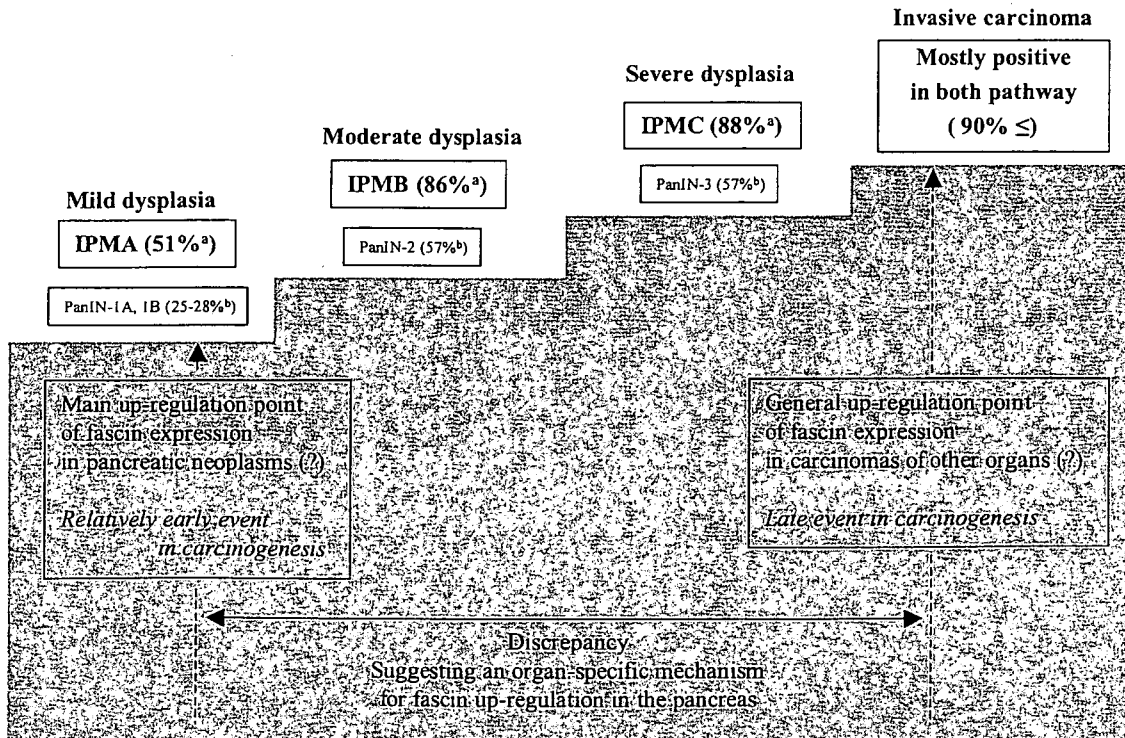 Invasive carcinoma
Mostly positive
in both pathway
( 90% ≤)
Severe dysplasia
IPMC (88%ᵃ)
PanIN-3 (57%ᵇ)
Moderate dysplasia
IPMB (86%ᵃ)
PanIN-2 (57%ᵇ)
Mild dysplasia
IPMA (51%ᵃ)
PanIN-1A, 1B (25-28%ᵇ)
Main up-regulation point
of fascin expression
in pancreatic neoplasms (?)
Relatively early event
in carcinogenesis
General up-regulation point
of fascin expression
in carcinomas of other organs (?)
Late event in carcinogenesis
Discrepancy
Suggesting an organ-specific mechanism
for fascin up-regulation in the pancreas